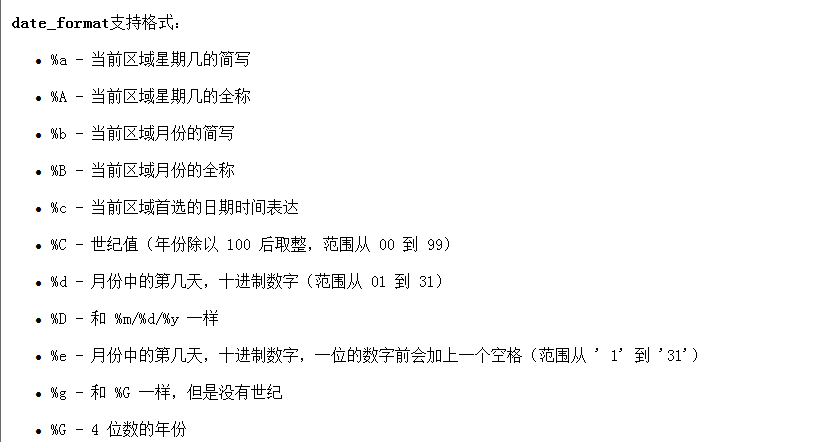 date_format支持格式:
• %a - 当前区域星期几的简写
• %A - 当前区域星期几的全称
• %b - 当前区域月份的简写
• %B - 当前区域月份的全称
• %c - 当前区域首选的日期时间表达
• %C - 世纪值（年份除以 100 后取整，范围从 00 到 99）
• %d - 月份中的第几天，十进制数字（范围从 01 到 31）
• %D - 和 %m/%d/%y 一样
• %e - 月份中的第几天，十进制数字，一位的数字前会加上一个空格（范围从 ' 1' 到 '31'）
• %g - 和 %G 一样，但是没有世纪
• %G - 4 位数的年份